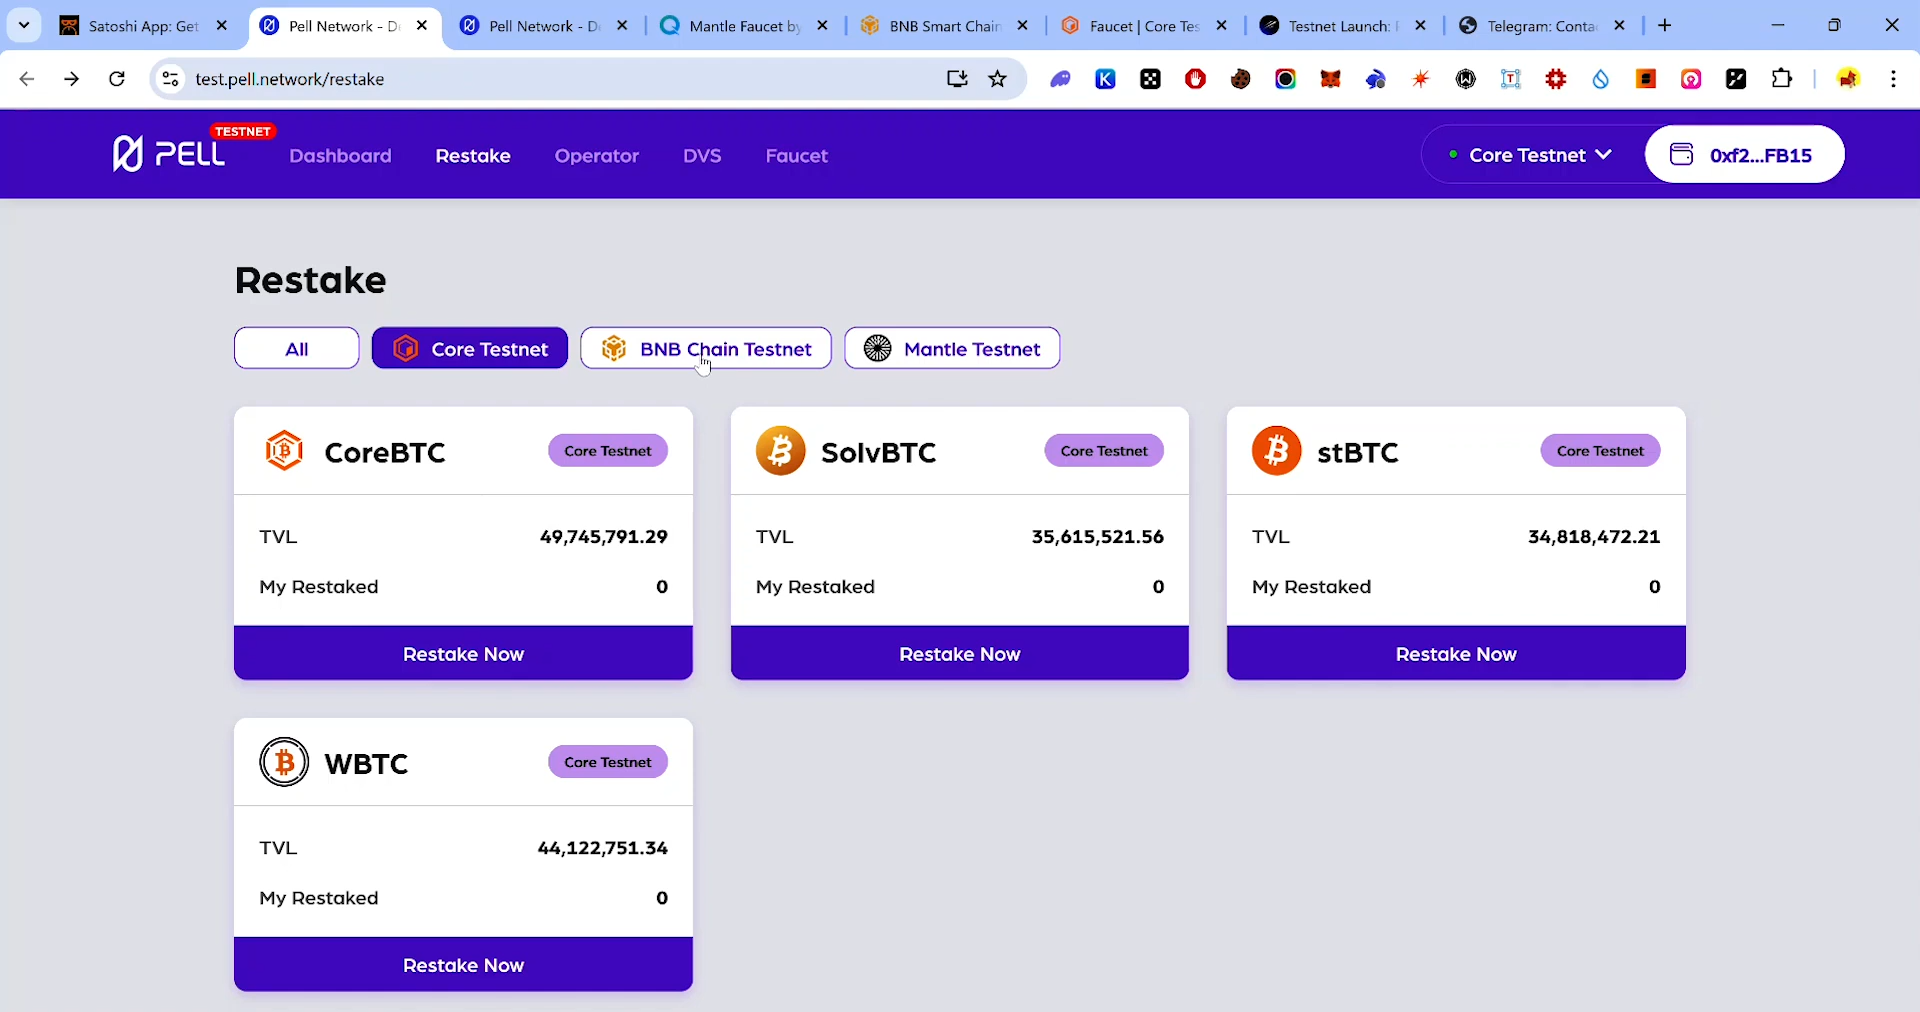 Satoshi App: Get
Pell Network - De
Pell Network - De
Mantle Faucet by
BNB Smart Chain
Faucet | Core Tes
Testnet Launch:
Telegram: Conta
test.pell.network/restake
PELL
TESTNET
Dashboard
Restake
Operator
DVS
Faucet
Core Testnet
0xf2...FB15
Restake
All
Core Testnet
BNB Chain Testnet
Mantle Testnet
CoreBTC
Core Testnet
TVL
49,745,791.29
My Restaked
0
Restake Now
SolvBTC
Core Testnet
TVL
35,615,521.56
My Restaked
0
Restake Now
stBTC
Core Testnet
TVL
34,818,472.21
My Restaked
0
Restake Now
WBTC
Core Testnet
TVL
44,122,751.34
My Restaked
0
Restake Now